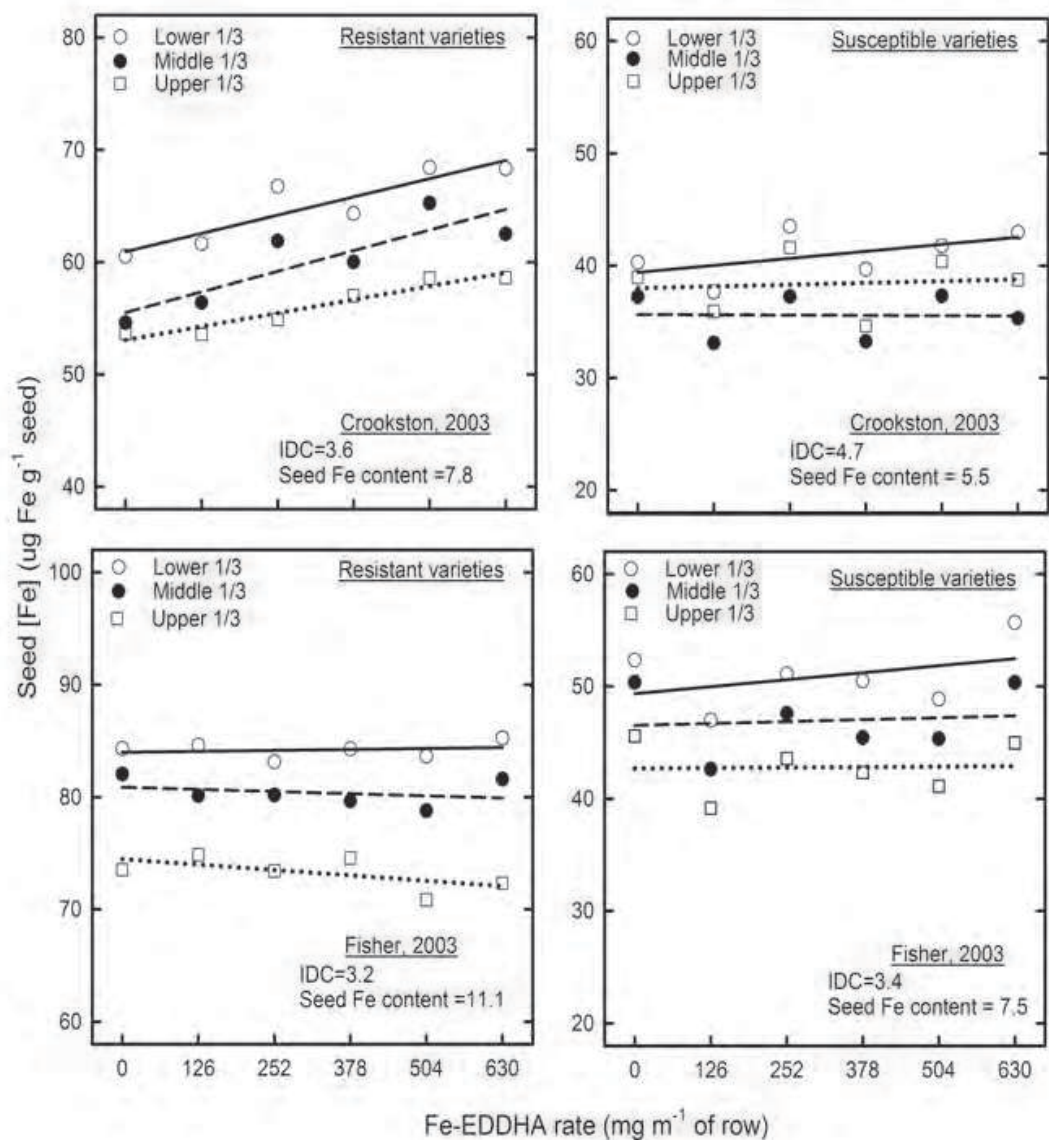 80
70
60
50
40
Lower 1/3
Middle 1/3
Upper 1/3
Resistant varieties
Crookston, 2003
IDC=3.6
Seed Fe content =7.8
60
50
40
30
20
Lower 1/3
Middle 1/3
Upper 1/3
Susceptible varieties
Crookston, 2003
IDC=4.7
Seed Fe content = 5.5
Seed [Fe] (ug Fe g⁻¹ seed)
100
90
80
70
60
Lower 1/3
Middle 1/3
Upper 1/3
Resistant varieties
Fisher, 2003
IDC=3.2
Seed Fe content =11.1
0 126 252 378 504 630
60
50
40
30
20
Lower 1/3
Middle 1/3
Upper 1/3
Susceptible varieties
Fisher, 2003
IDC=3.4
Seed Fe content = 7.5
0 126 252 378 504 630
Fe-EDDHA rate (mg m⁻¹ of row)